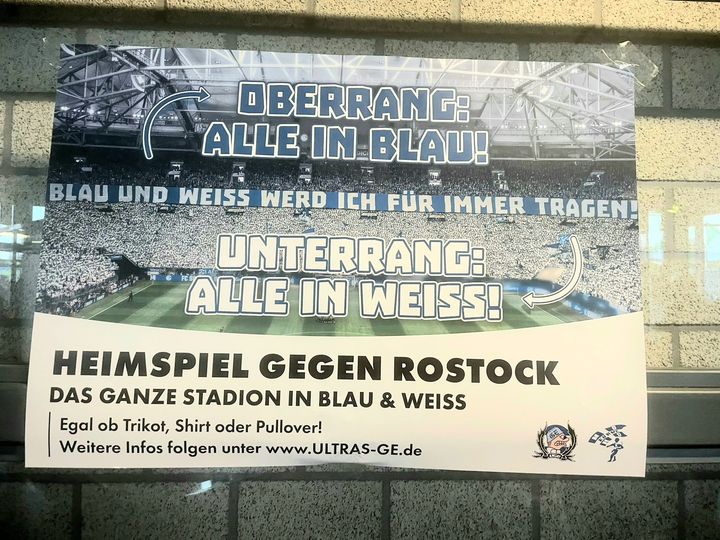 OBERRANG:
ALLE IN BLAU!
BLAU UND WEISS WERD ICH FÜR IMMER TRAGEN!
UNTERRANG:
ALLE IN WEISS!
HEIMSPIEL GEGEN ROSTOCK
DAS GANZE STADION IN BLAU & WEISS
Egal ob Trikot, Shirt oder Pullover!
Weitere Infos folgen unter www.ULTRAS-GE.de